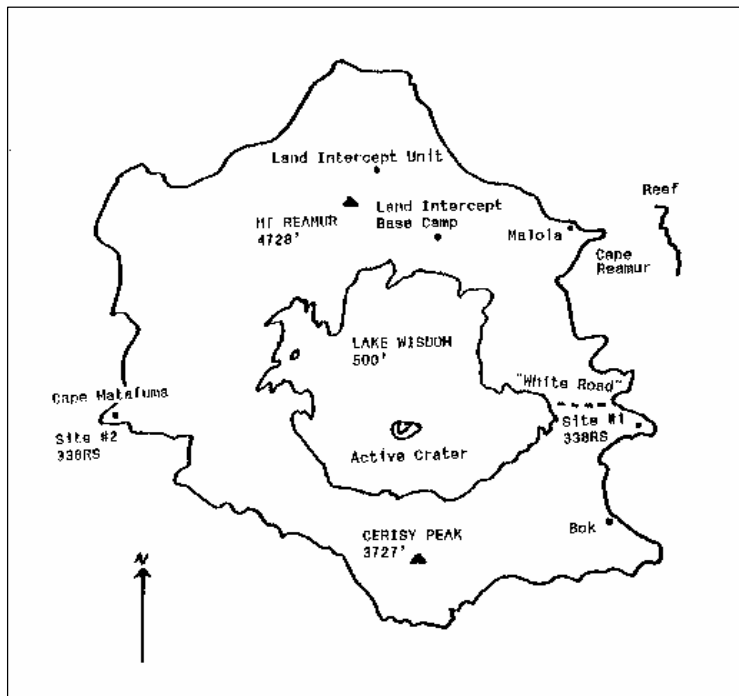 Land Intercept Unit
Reef
MT REAMUR
4728'
Land Intercept
Base Camp
Malola
Cape
Reamur
LAKE WISDOM
500'
"White Road"
Cape Matafuma
Site #1
338RS
Site #2
338RS
Active Crater
Bok
CERISY PEAK
3727'
N